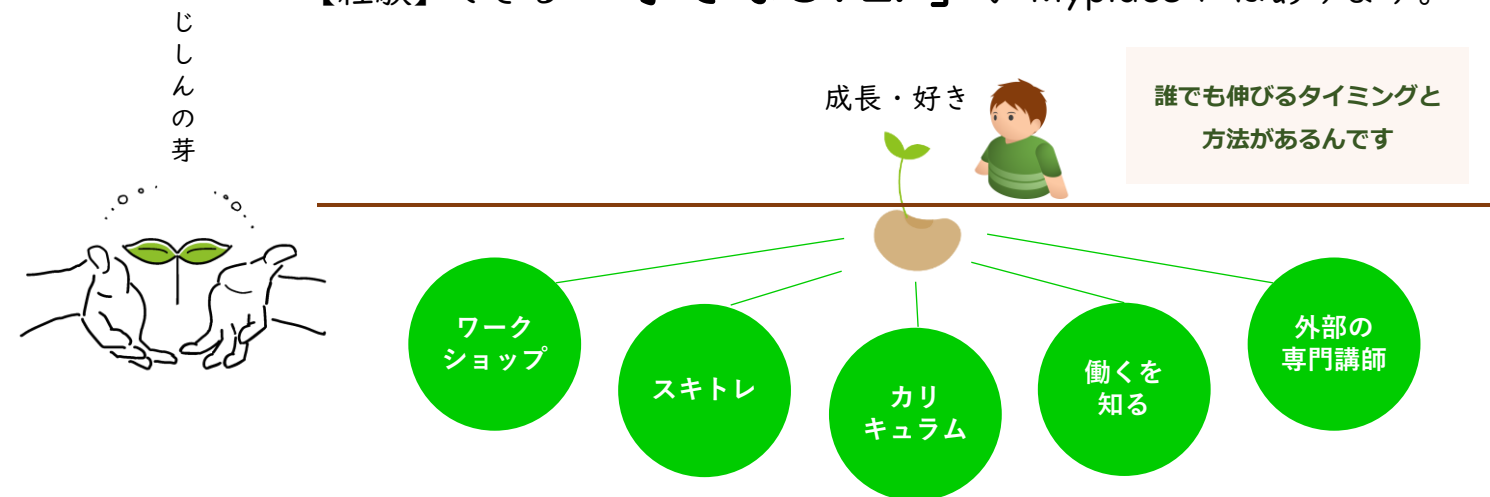 じしんの芽
成長・好き
誰でも伸びるタイミングと
方法があるんです
ワーク
ショップ
スキトレ
カリ
キュラム
働くを
知る
外部の
専門講師